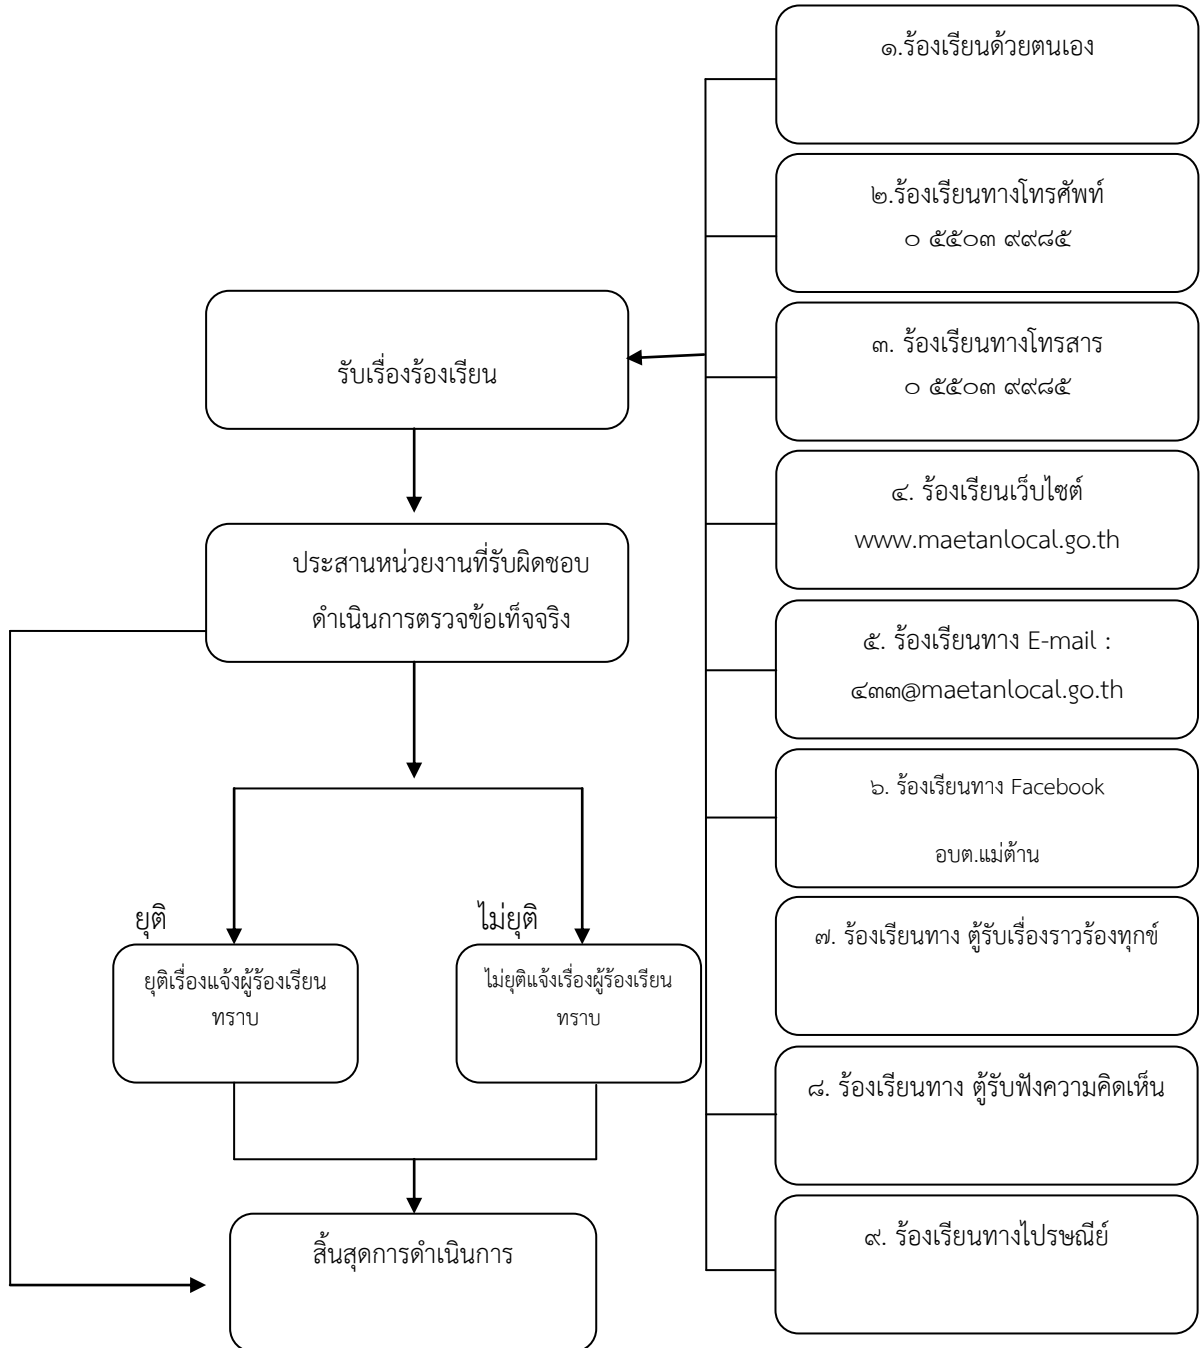 ๑.ร้องเรียนด้วยตนเอง
๒.ร้องเรียนทางโทรศัพท์
๐ ๕๕๐๓ ๙๙๘๕
๓. ร้องเรียนทางโทรสาร
๐ ๕๕๐๓ ๙๙๘๕
๔. ร้องเรียนเว็บไซต์
www.maetanlocal.go.th
๕. ร้องเรียนทาง E-mail :
๔๓๓@maetanlocal.go.th
๖. ร้องเรียนทาง Facebook
อบต.แม่ต้าน
๗. ร้องเรียนทาง ตู้รับเรื่องราวร้องทุกข์
๘. ร้องเรียนทาง ตู้รับฟังความคิดเห็น
๙. ร้องเรียนทางไปรษณีย์
รับเรื่องร้องเรียน
ประสานหน่วยงานที่รับผิดชอบ
ดำเนินการตรวจข้อเท็จจริง
ยุติ
ไม่ยุติ
ยุติเรื่องแจ้งผู้ร้องเรียน
ทราบ
ไม่ยุติแจ้งเรื่องผู้ร้องเรียน
ทราบ
สิ้นสุดการดำเนินการ